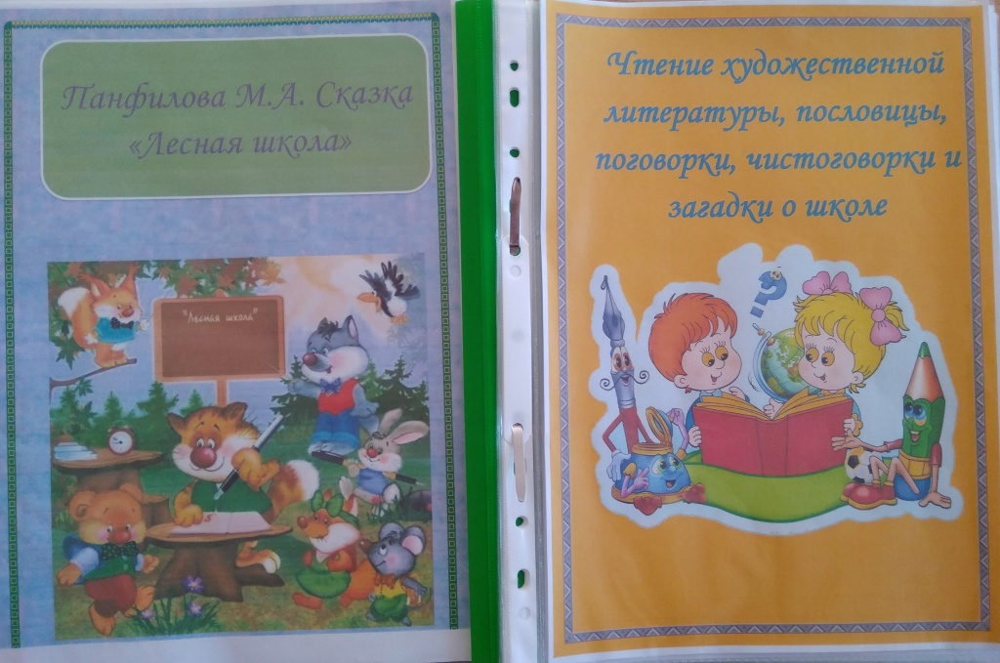 Панфилова М.А. Сказка
«Лесная школа»
"Лесная школа"
Чтение художественной
литературы, пословицы,
поговорки, чистоговорки и
загадки о школе
?